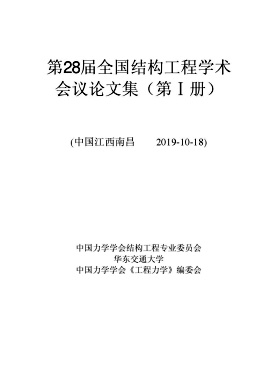 第28届全国结构工程学术
会议论文集（第Ⅰ册）
(中国江西南昌 2019-10-18)
中国力学学会结构工程专业委员会
华东交通大学
中国力学学会《工程力学》编委会